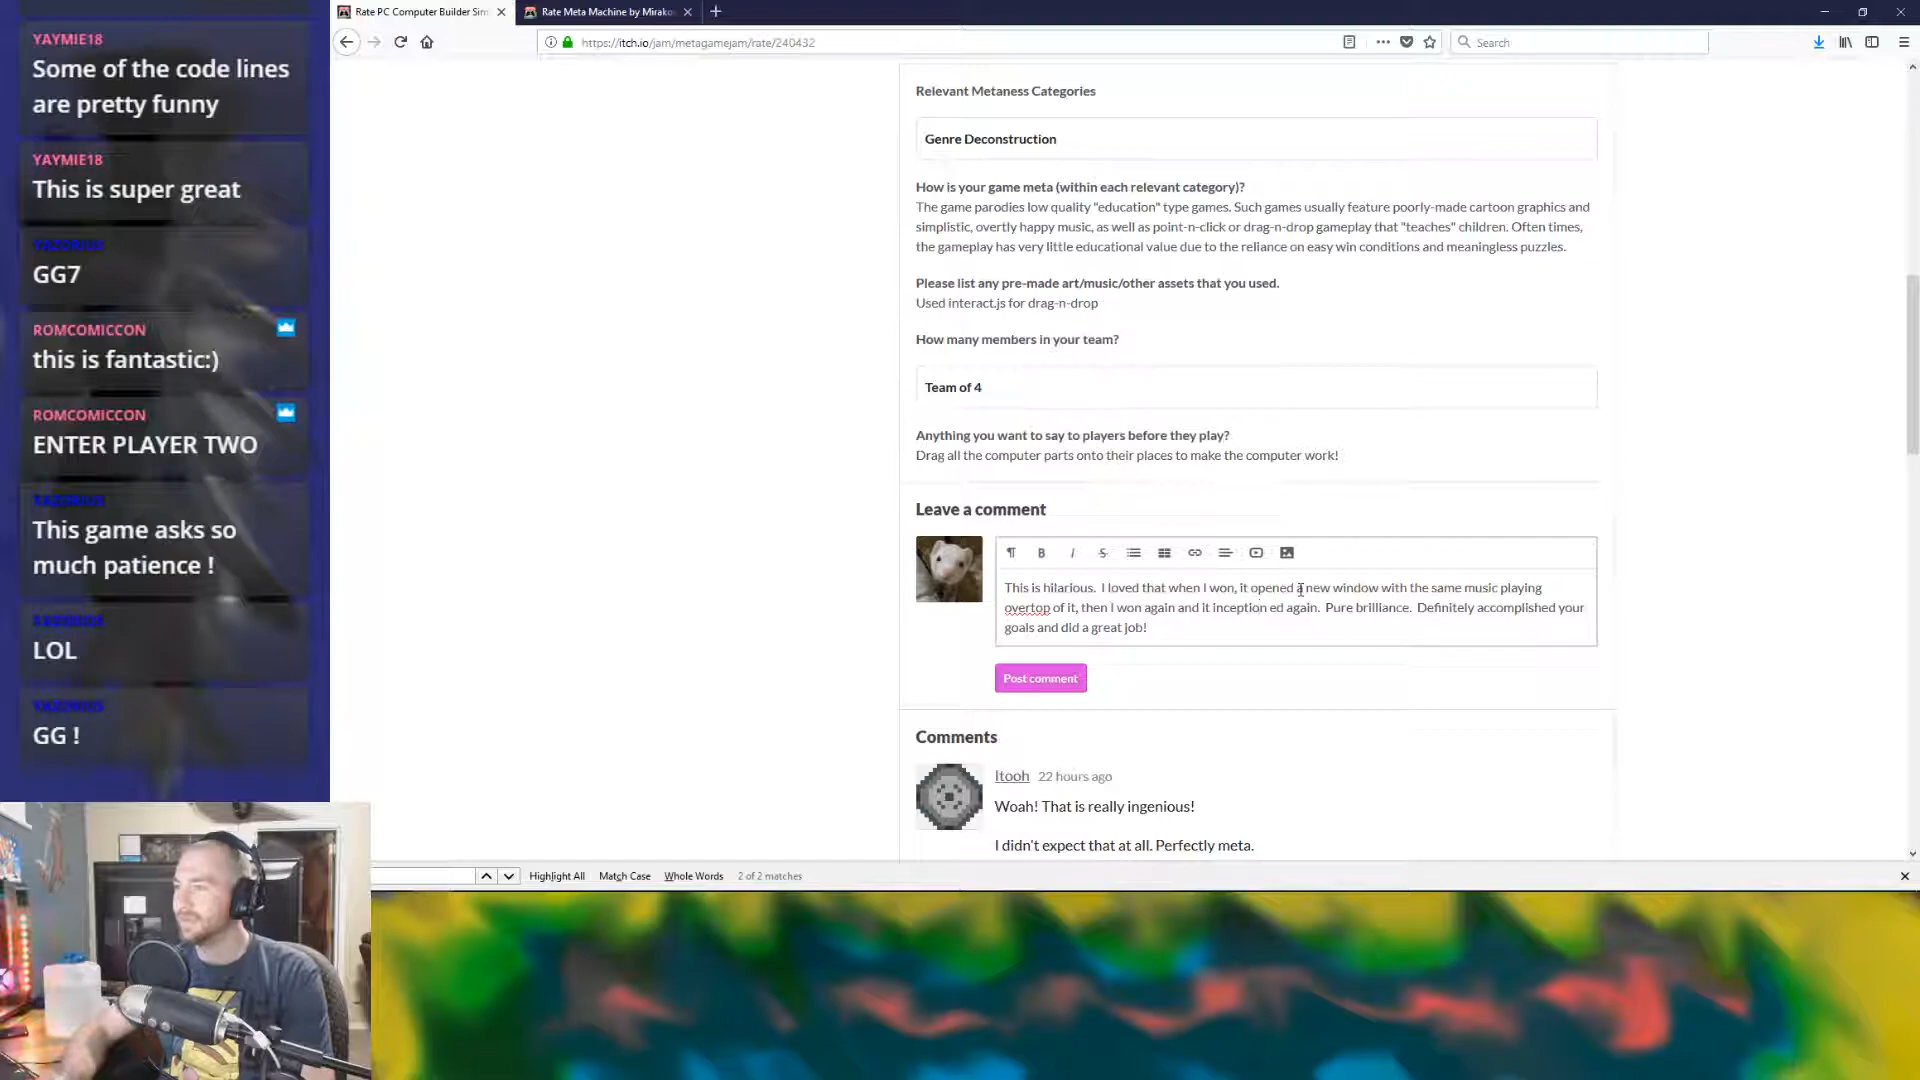 YAYMIE18
Some of the code lines
are pretty funny
YAYMIE18
This is super great
YAZORIUS
GG7
ROMCOMICCON
this is fantastic:)
ROMCOMICCON
ENTER PLAYER TWO
YAZORIUS
This game asks so
much patience !
YAZORIUS
LOL
YAZORIUS
GG !
Rate PC Computer Builder Sim
Rate Meta Machine by Mirako
https://itch.io/jam/metagamejam/rate/240432
Search
Relevant Metaness Categories
Genre Deconstruction
How is your game meta (within each relevant category)?
The game parodies low quality "education" type games. Such games usually feature poorly-made cartoon graphics and
simplistic, overtly happy music, as well as point-n-click or drag-n-drop gameplay that "teaches" children. Often times,
the gameplay has very little educational value due to the reliance on easy win conditions and meaningless puzzles.
Please list any pre-made art/music/other assets that you used.
Used interact.js for drag-n-drop
How many members in your team?
Team of 4
Anything you want to say to players before they play?
Drag all the computer parts onto their places to make the computer work!
Leave a comment
This is hilarious. I loved that when I won, it opened a new window with the same music playing
overtop of it, then I won again and it inception ed again. Pure brilliance. Definitely accomplished your
goals and did a great job!
Post comment
Comments
Itooh 22 hours ago
Woah! That is really ingenious!
I didn't expect that at all. Perfectly meta.
Highlight All Match Case Whole Words 2 of 2 matches